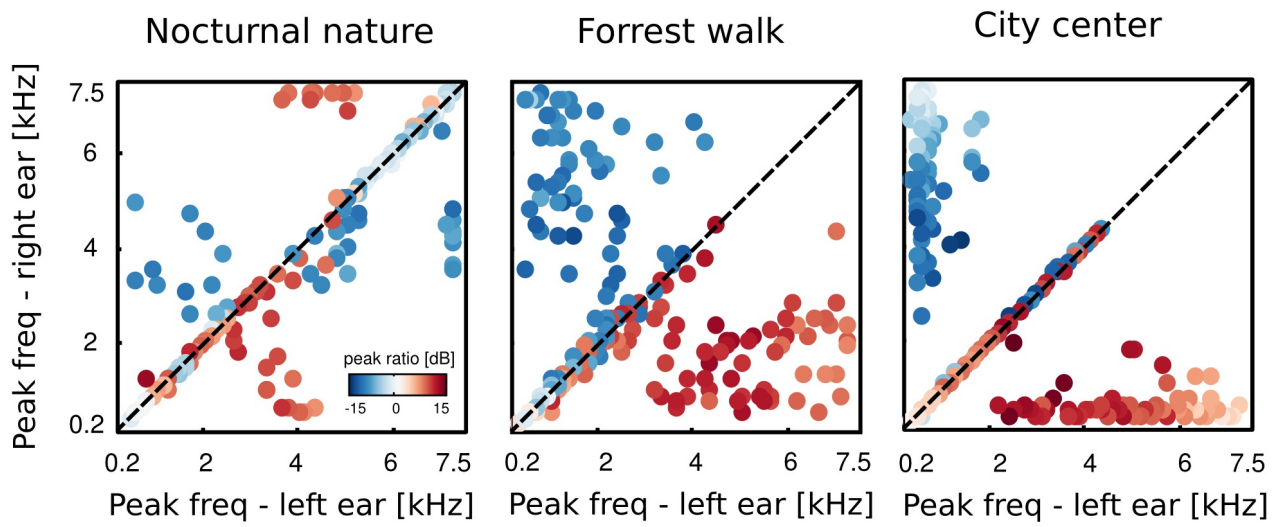 Nocturnal nature
Forrest walk
City center
Peak freq - right ear [kHz]
7.5
6
4
2
0.2
peak ratio [dB]
-15 0 15
0.2 2 4 6 7.5
0.2 2 4 6 7.5
0.2 2 4 6 7.5
Peak freq - left ear [kHz]
Peak freq - left ear [kHz]
Peak freq - left ear [kHz]